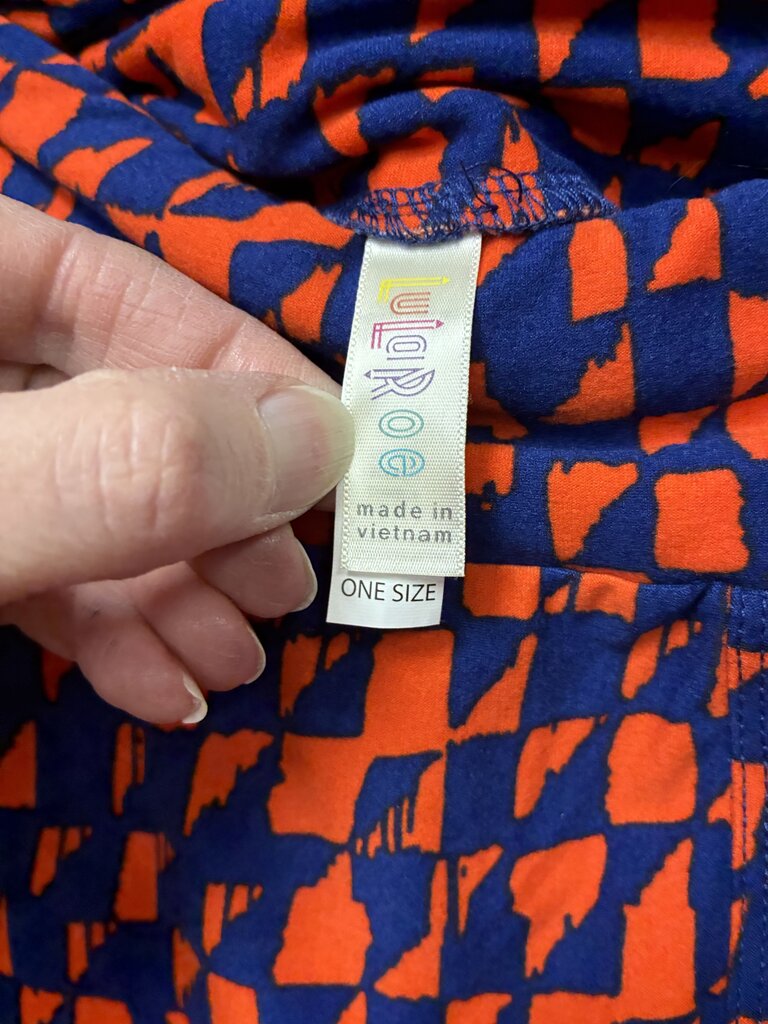 LuLaRoe
made in
vietnam
ONE SIZE